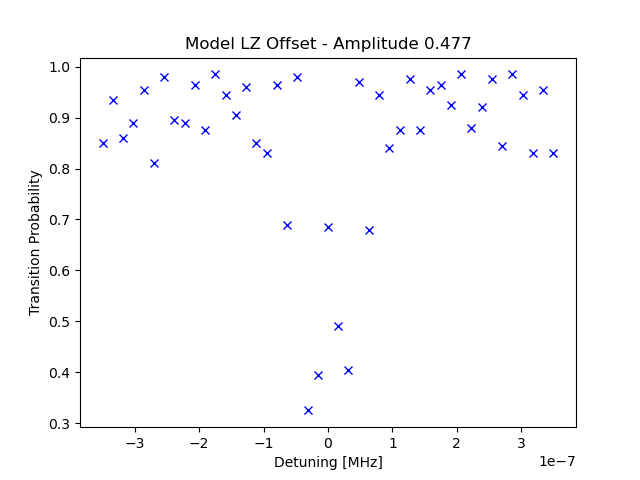 Model LZ Offset - Amplitude 0.477
Transition Probability
1.0
0.9
0.8
0.7
0.6
0.5
0.4
0.3
−3 −2 −1 0 1 2 3
1e−7
Detuning [MHz]